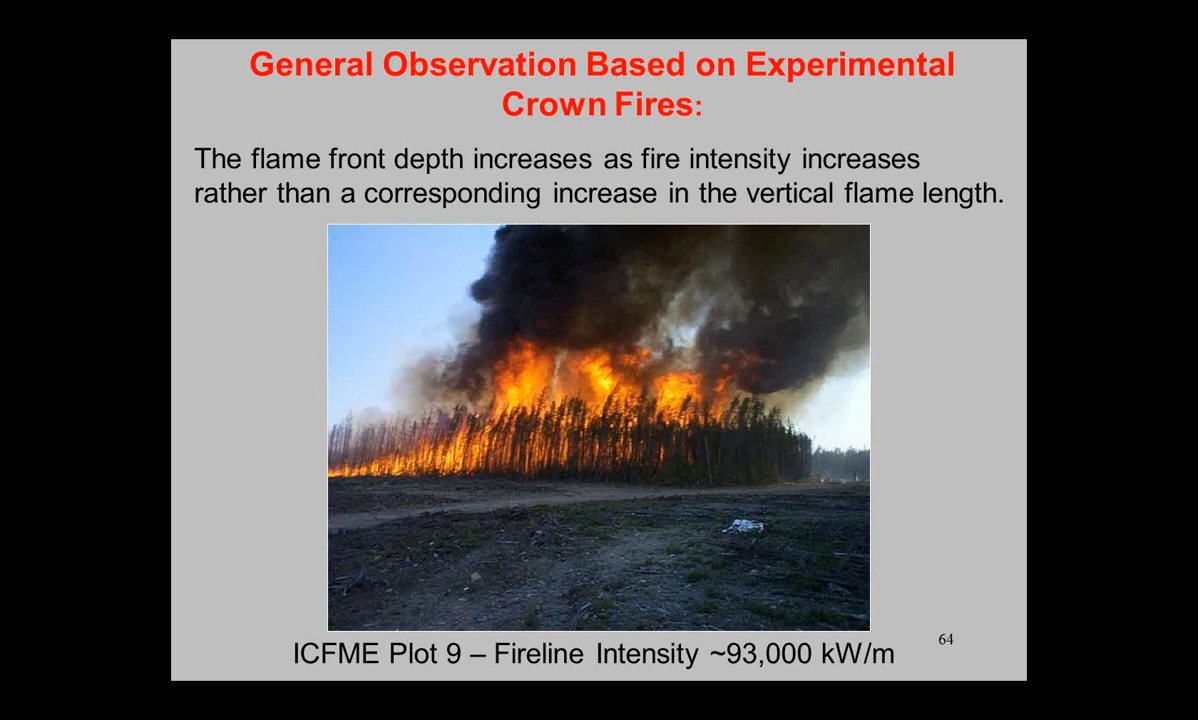 General Observation Based on Experimental
Crown Fires:
The flame front depth increases as fire intensity increases
rather than a corresponding increase in the vertical flame length.
64
ICFME Plot 9 – Fireline Intensity ~93,000 kW/m